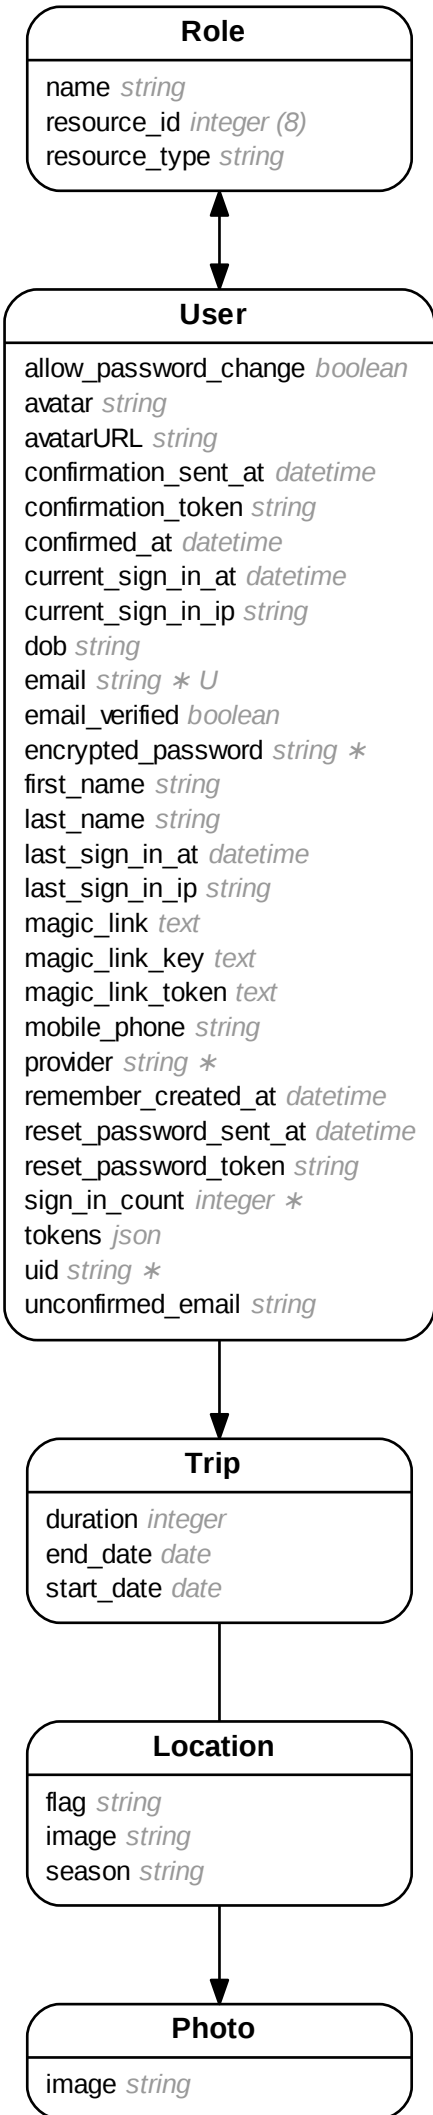 Role
name string
resource_id integer (8)
resource_type string
User
allow_password_change boolean
avatar string
avatarURL string
confirmation_sent_at datetime
confirmation_token string
confirmed_at datetime
current_sign_in_at datetime
current_sign_in_ip string
dob string
email string ∗ U
email_verified boolean
encrypted_password string ∗
first_name string
last_name string
last_sign_in_at datetime
last_sign_in_ip string
magic_link text
magic_link_key text
magic_link_token text
mobile_phone string
provider string ∗
remember_created_at datetime
reset_password_sent_at datetime
reset_password_token string
sign_in_count integer ∗
tokens json
uid string ∗
unconfirmed_email string
Trip
duration integer
end_date date
start_date date
Location
flag string
image string
season string
Photo
image string